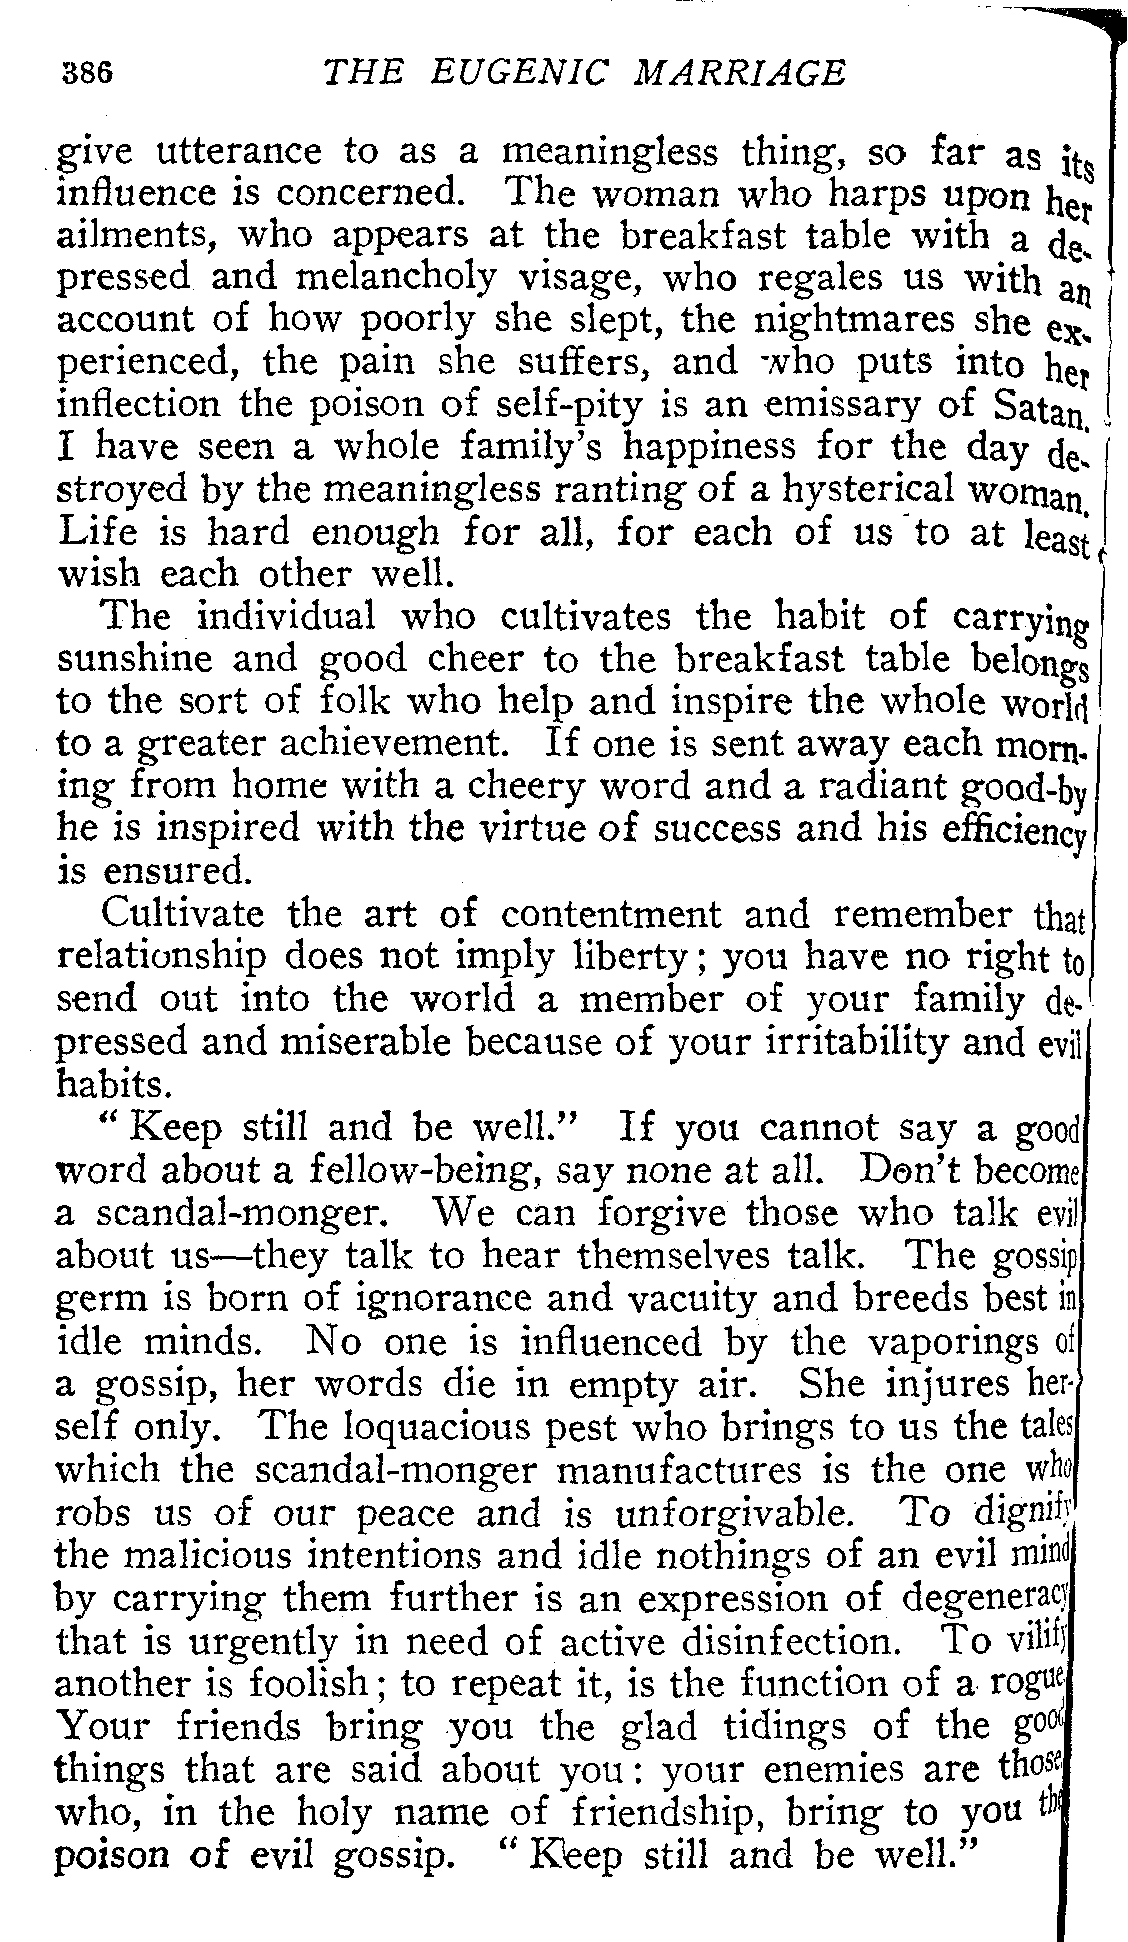 386 THE EUGENIC MARRIAGE
give utterance to as a meaningless thing, so far as its
influence is concerned. The woman who harps upon her
ailments, who appears at the breakfast table with a de-
pressed and melancholy visage, who regales us with an
account of how poorly she slept, the nightmares she ex-
perienced, the pain she suffers, and who puts into her
inflection the poison of self-pity is an emissary of Satan.
I have seen a whole family's happiness for the day de-
stroyed by the meaningless ranting of a hysterical woman.
Life is hard enough for all, for each of us to at least
wish each other well.
The individual who cultivates the habit of carrying
sunshine and good cheer to the breakfast table belongs
to the sort of folk who help and inspire the whole world
to a greater achievement. If one is sent away each morn-
ing from home with a cheery word and a radiant good-by
he is inspired with the virtue of success and his efficiency
is ensured.
Cultivate the art of contentment and remember that
relationship does not imply liberty; you have no right to
send out into the world a member of your family de-
pressed and miserable because of your irritability and evil
habits.
"Keep still and be well." If you cannot say a good
word about a fellow-being, say none at all. Don't become
a scandal-monger. We can forgive those who talk evil
about us—they talk to hear themselves talk. The gossip
germ is born of ignorance and vacuity and breeds best in
idle minds. No one is influenced by the vaporings of
a gossip, her words die in empty air. She injures her-
self only. The loquacious pest who brings to us the tales
which the scandal-monger manufactures is the one who
robs us of our peace and is unforgivable. To dignify
the malicious intentions and idle nothings of an evil mind
by carrying them further is an expression of degeneracy
that is urgently in need of active disinfection. To vilify
another is foolish; to repeat it, is the function of a rogue
Your friends bring you the glad tidings of the good
things that are said about you: your enemies are those
who, in the holy name of friendship, bring to you the
poison of evil gossip. "Keep still and be well."